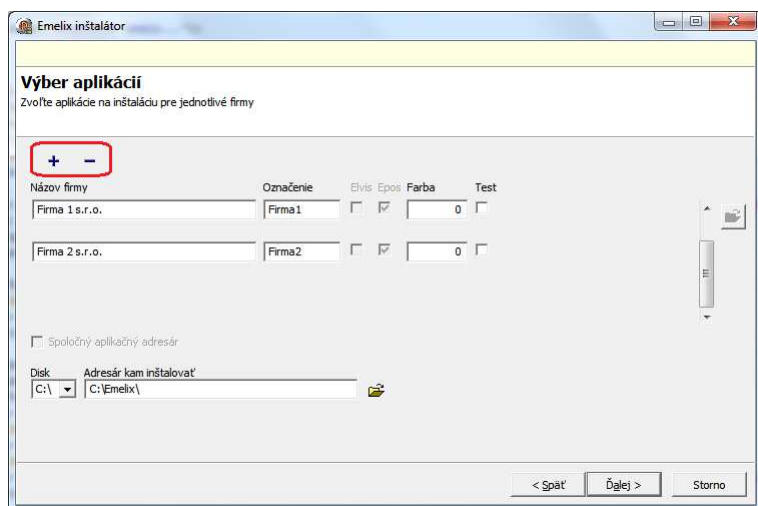 Emelix inštalátor
Výber aplikácií
Zvoľte aplikácie na inštaláciu pre jednotlivé firmy
+ −
Názov firmy Označenie Elvis Epos Farba Test
Firma 1 s.r.o. Firma1 0
Firma 2 s.r.o. Firma2 0
Spoločný aplikačný adresár
Disk Adresár kam inštalovať
C:\ C:\Emelix\
< Späť Ďalej > Storno